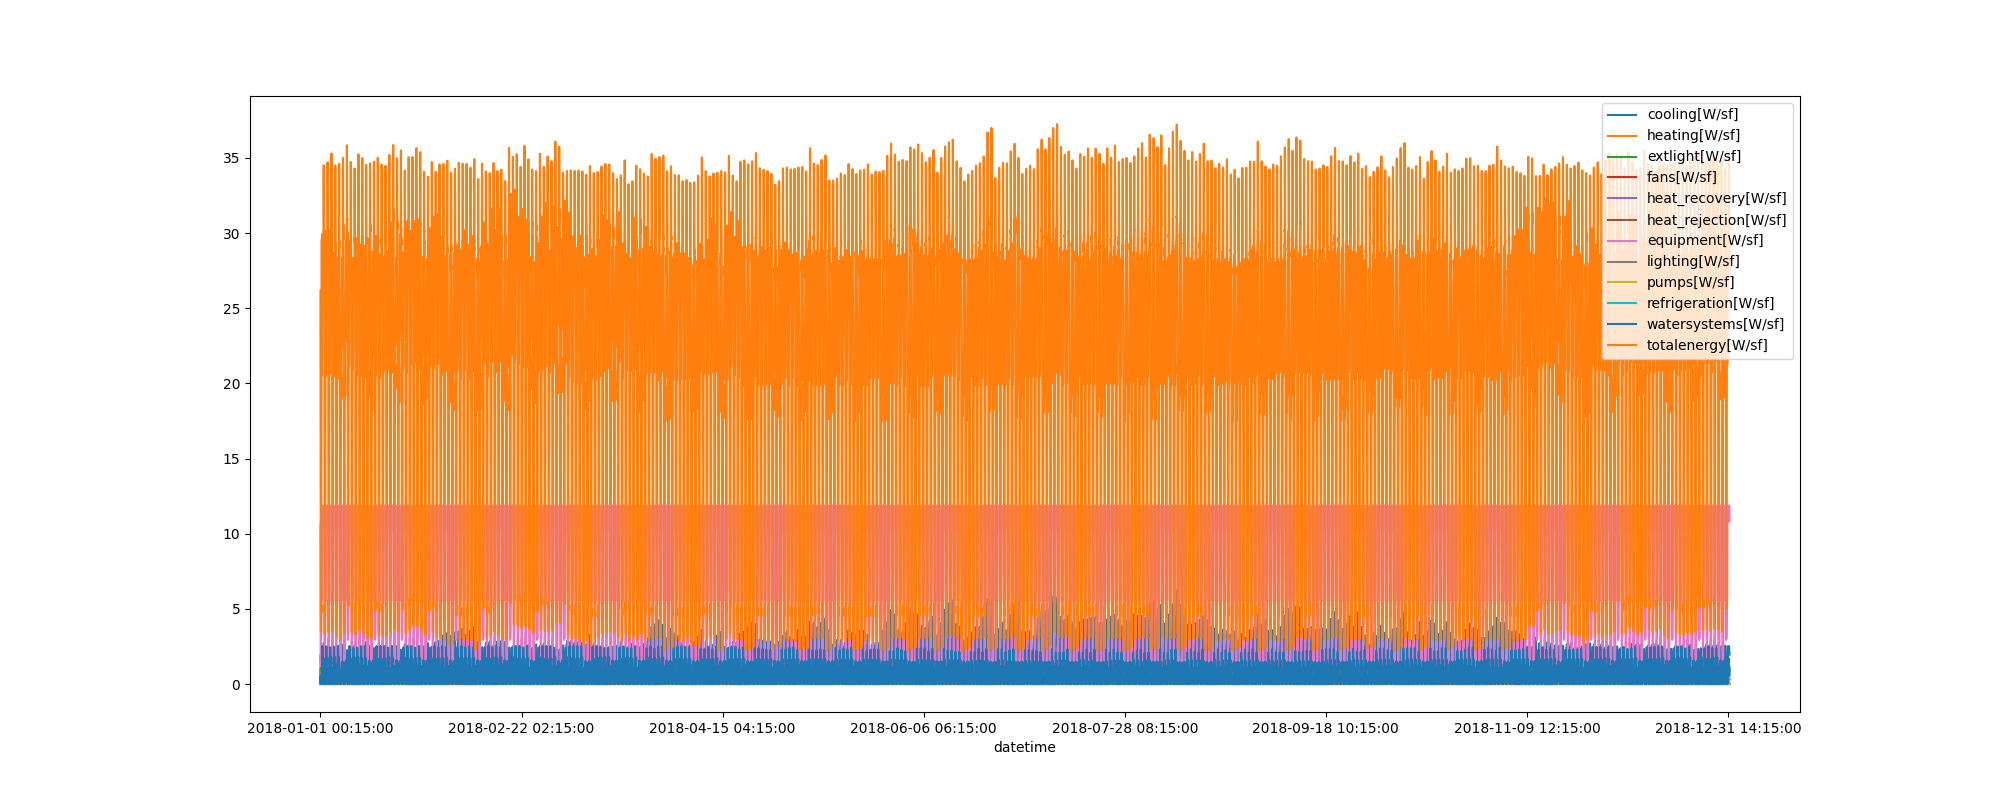 cooling[W/sf]
heating[W/sf]
extlight[W/sf]
fans[W/sf]
heat_recovery[W/sf]
heat_rejection[W/sf]
equipment[W/sf]
lighting[W/sf]
pumps[W/sf]
refrigeration[W/sf]
watersystems[W/sf]
totalenergy[W/sf]
35
30
25
20
15
10
5
0
2018-01-01 00:15:00 2018-02-22 02:15:00 2018-04-15 04:15:00 2018-06-06 06:15:00 2018-07-28 08:15:00 2018-09-18 10:15:00 2018-11-09 12:15:00 2018-12-31 14:15:00
datetime